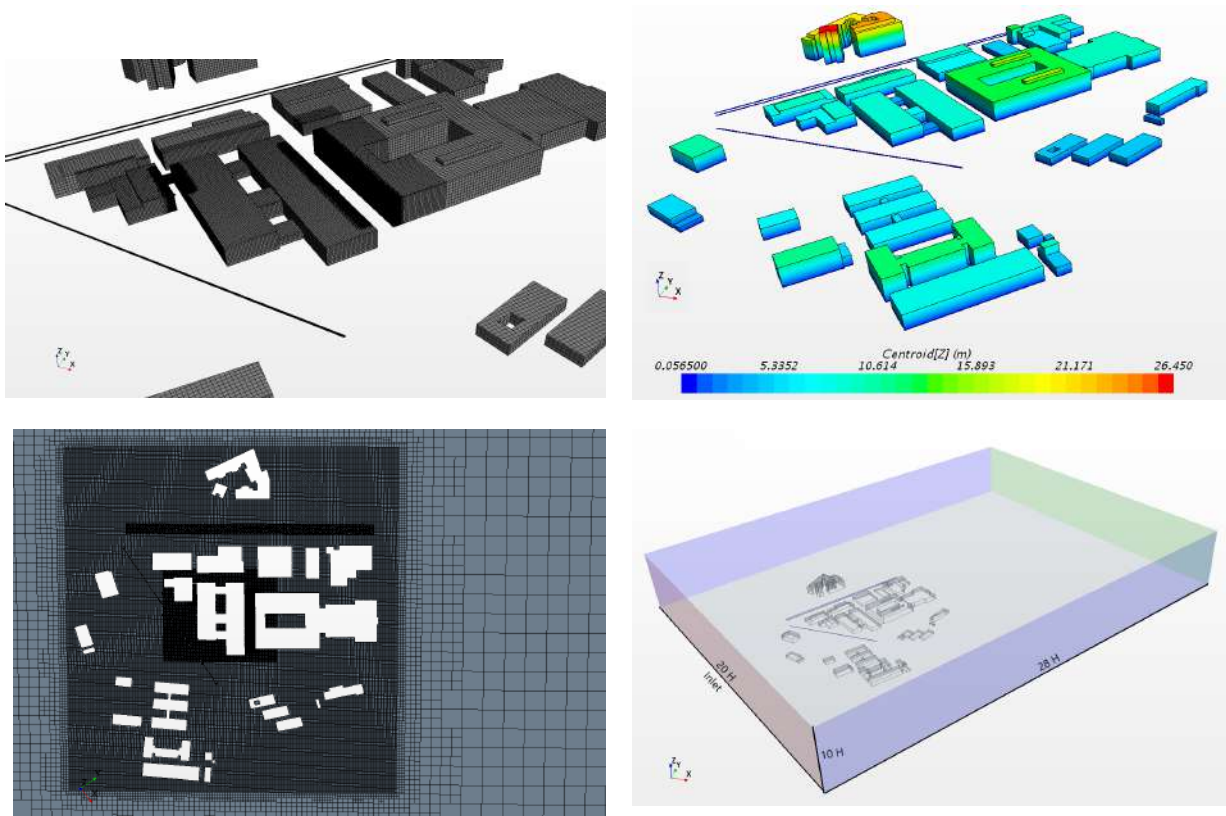 Z Y
X
Z Y
X
Centroid[Z] (m)
0.056500 5.3352 10.614 15.893 21.171 26.450
20 H
Inlet
28 H
10 H
Z Y
X